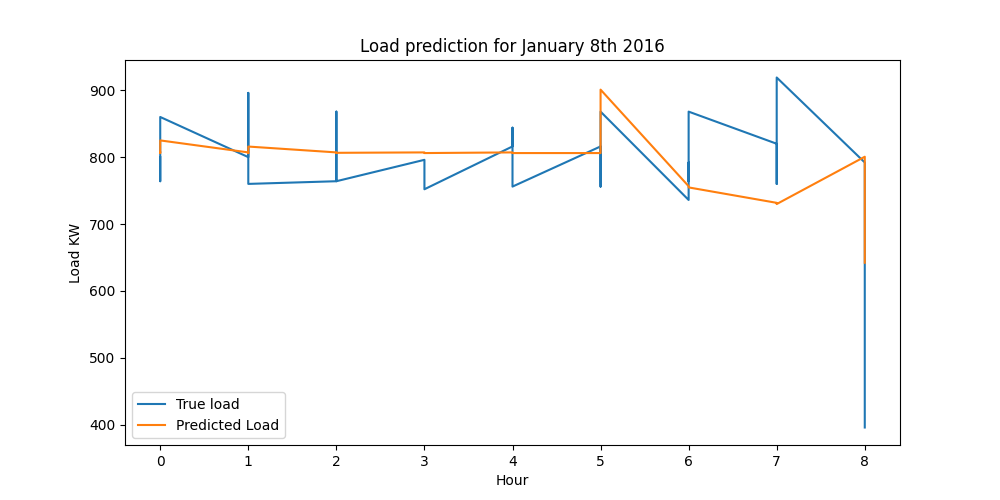 Load prediction for January 8th 2016
Load KW
900
800
700
600
500
400
True load
Predicted Load
0 1 2 3 4 5 6 7 8
Hour